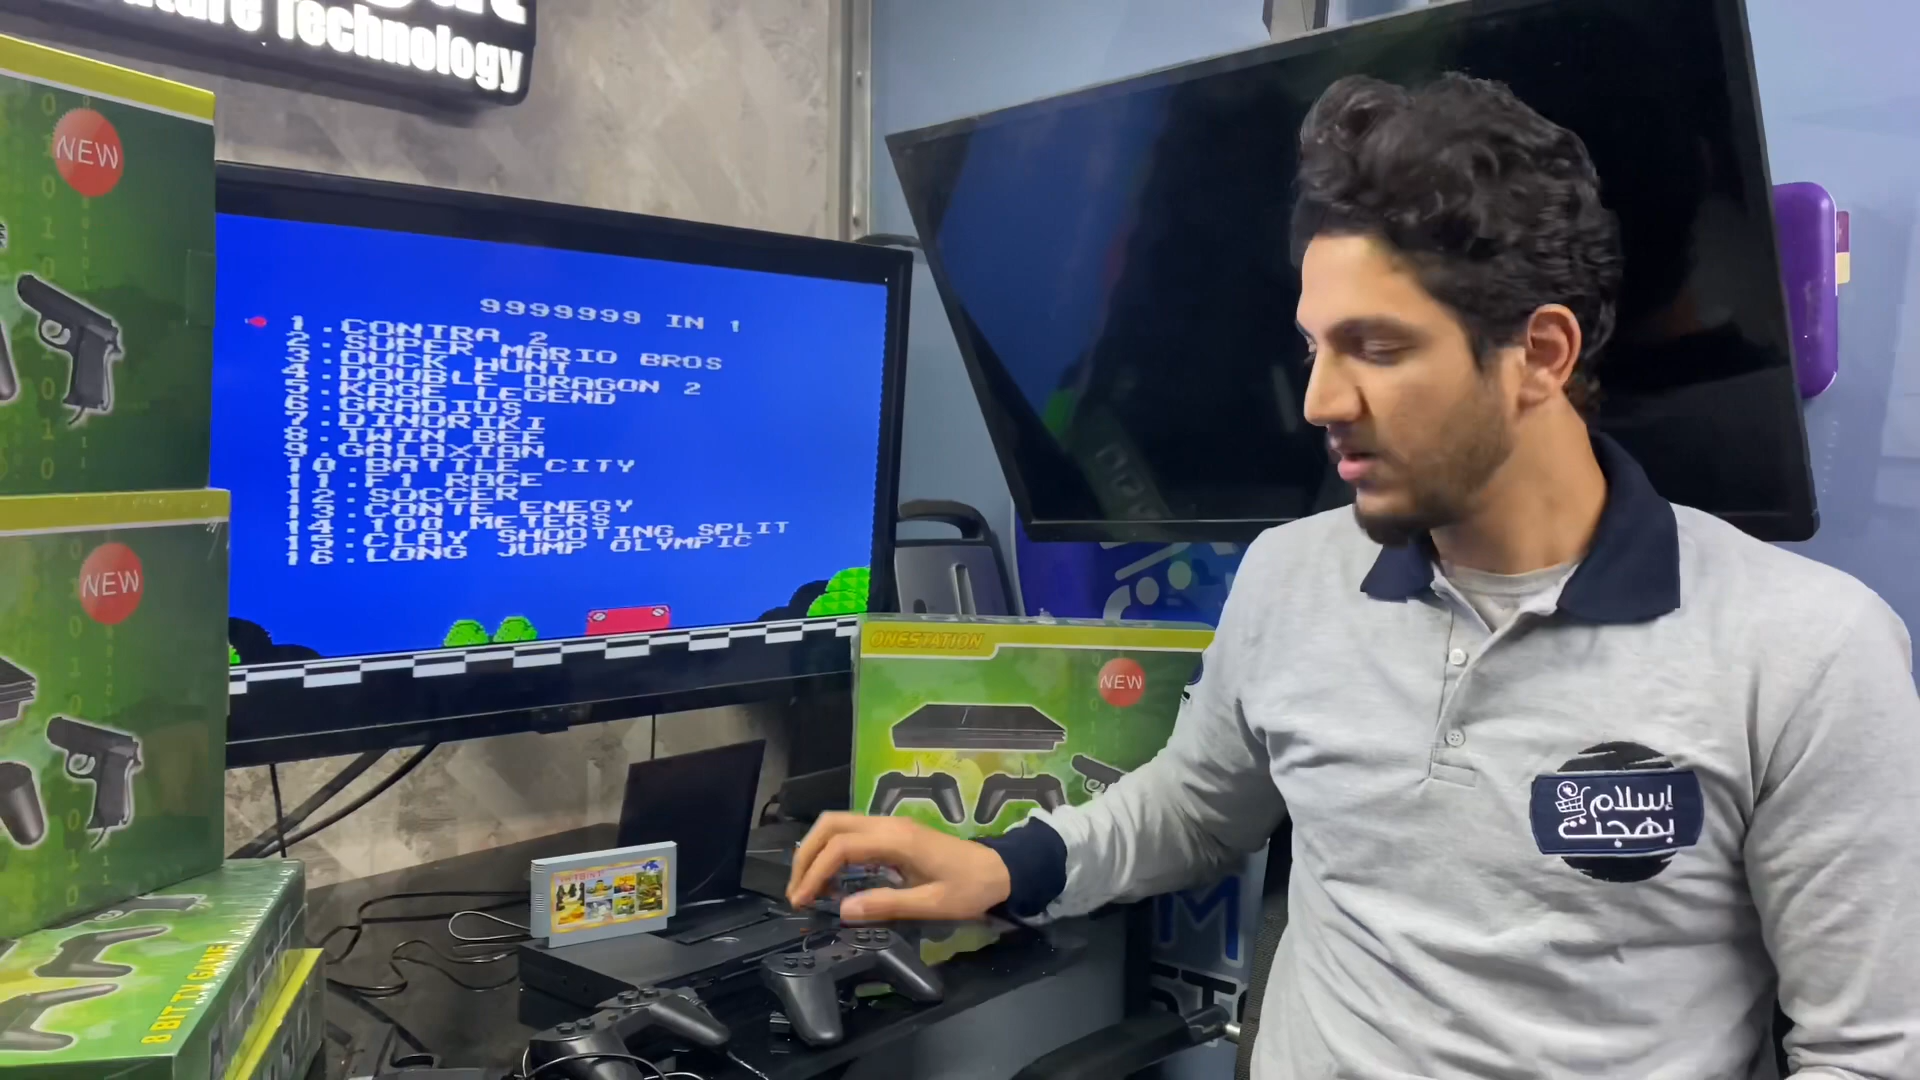 Technology
NEW
9999999 IN 1
1.CONTRA 2
2.SUPER MARIO BROS
3.DUCK HUNT
4.DOUBLE DRAGON 2
5.KAGE LEGEND
6.GRADIUS
7.DINDRIKI
8.TWIN BEE
9.GALAXIAN
10.BATTLE CITY
11.F1 RACE
12.SOCCER
13.CONTE ENEGY
14.100 METERS
15.CLAY SHOOTING SPLIT
16.LONG JUMP OLYMPIC
NEW
ONESTATION
NEW
إسلام
بهجت
8 BIT TV GAME